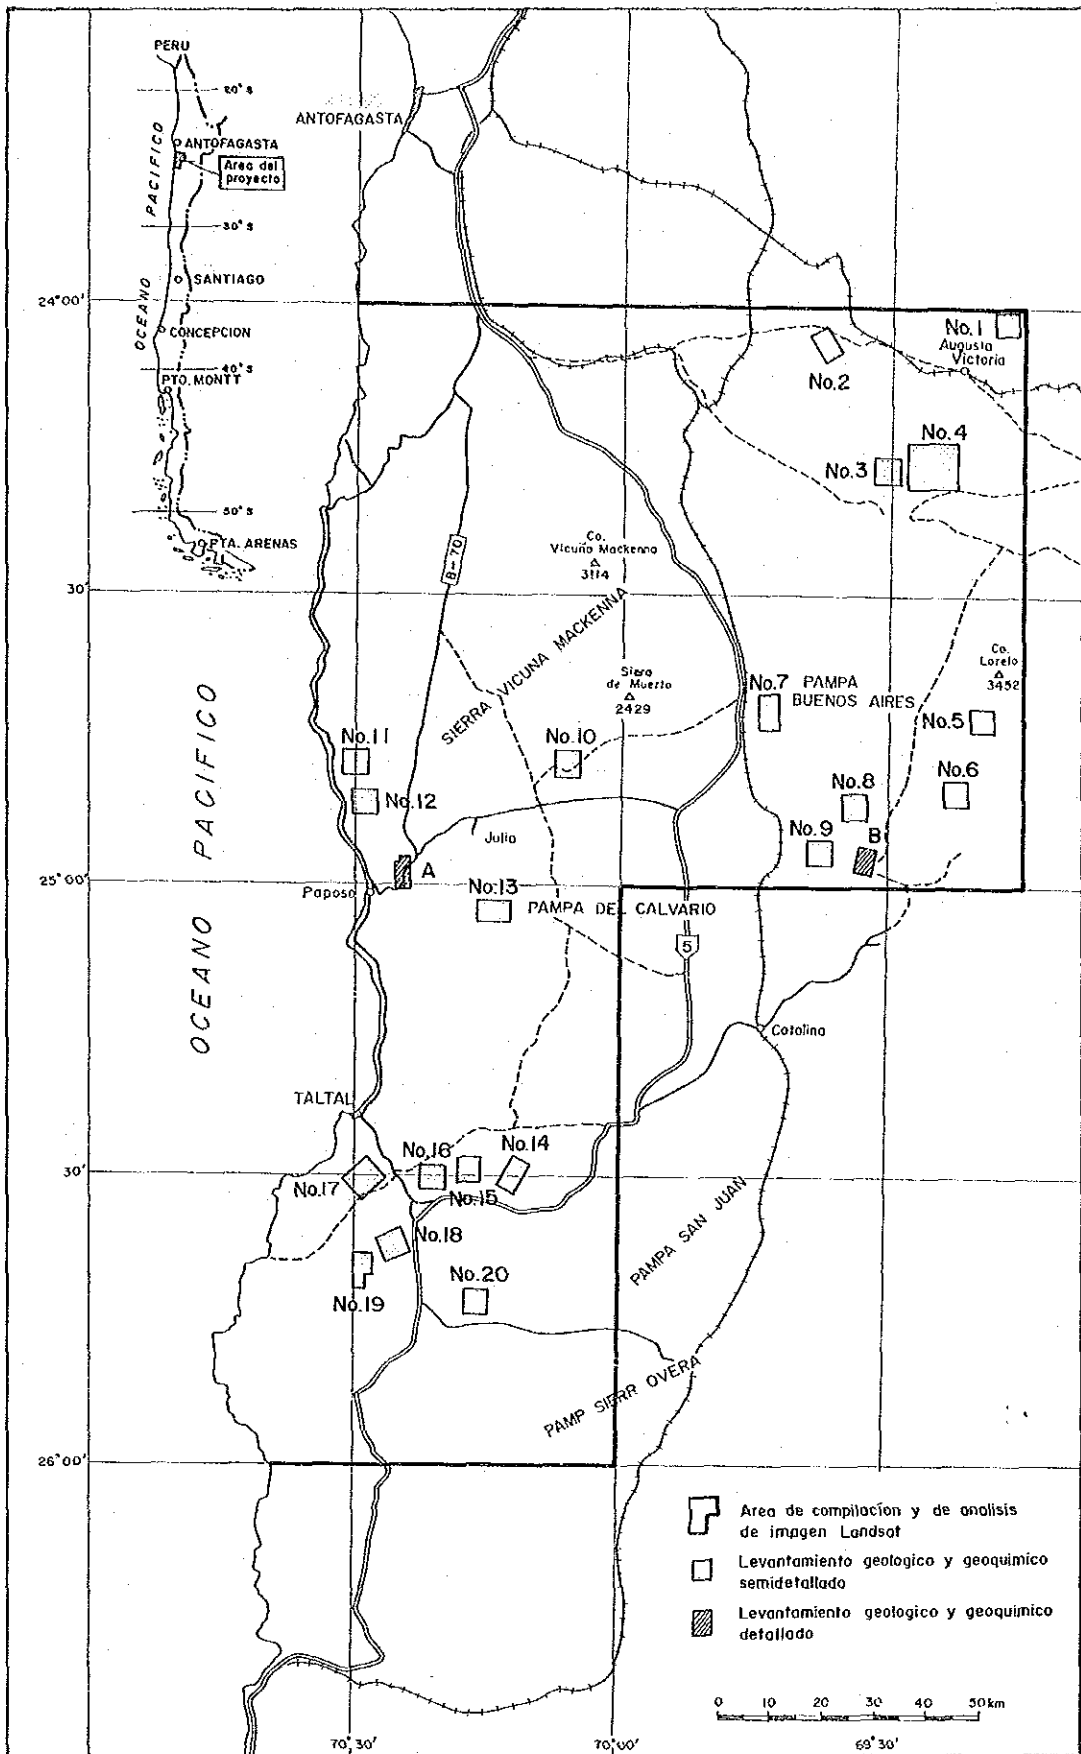 PERU
20°S
ANTOFAGASTA
Area del
proyecto
OCEANO PACIFICO
30°S
SANTIAGO
CONCEPCION
40°S
PTO. MONTT
50°S
PTA. ARENAS
ANTOFAGASTA
24°00'
No.1
Augusta
Victoria
No.2
No.4
No.3
B-70
Co.
Vicuña Mackenna
3114
30'
SIERRA VICUNA MACKENNA
Siera
de Muerto
2429
Co.
Loreto
3452
No.7
PAMPA
BUENOS AIRES
No.5
No.11
No.10
No.6
No.12
No.8
Julia
No.9
B
A
25°00'
Paposo
No.13
PAMPA DEL CALVARIO
OCEANO PACIFICO
5
Catalina
TALTAL
No.14
No.16
30'
No.17
No.15
No.18
PAMPA SAN JUAN
No.20
No.19
PAMP SIERR OVERA
26°00'
Area de compilacion y de analisis
de imagen Landsat
Levantamiento geologico y geoquimico
semidetallado
Levantamiento geologico y geoquimico
detallado
0 10 20 30 40 50km
70°30' 70°00' 69°30'